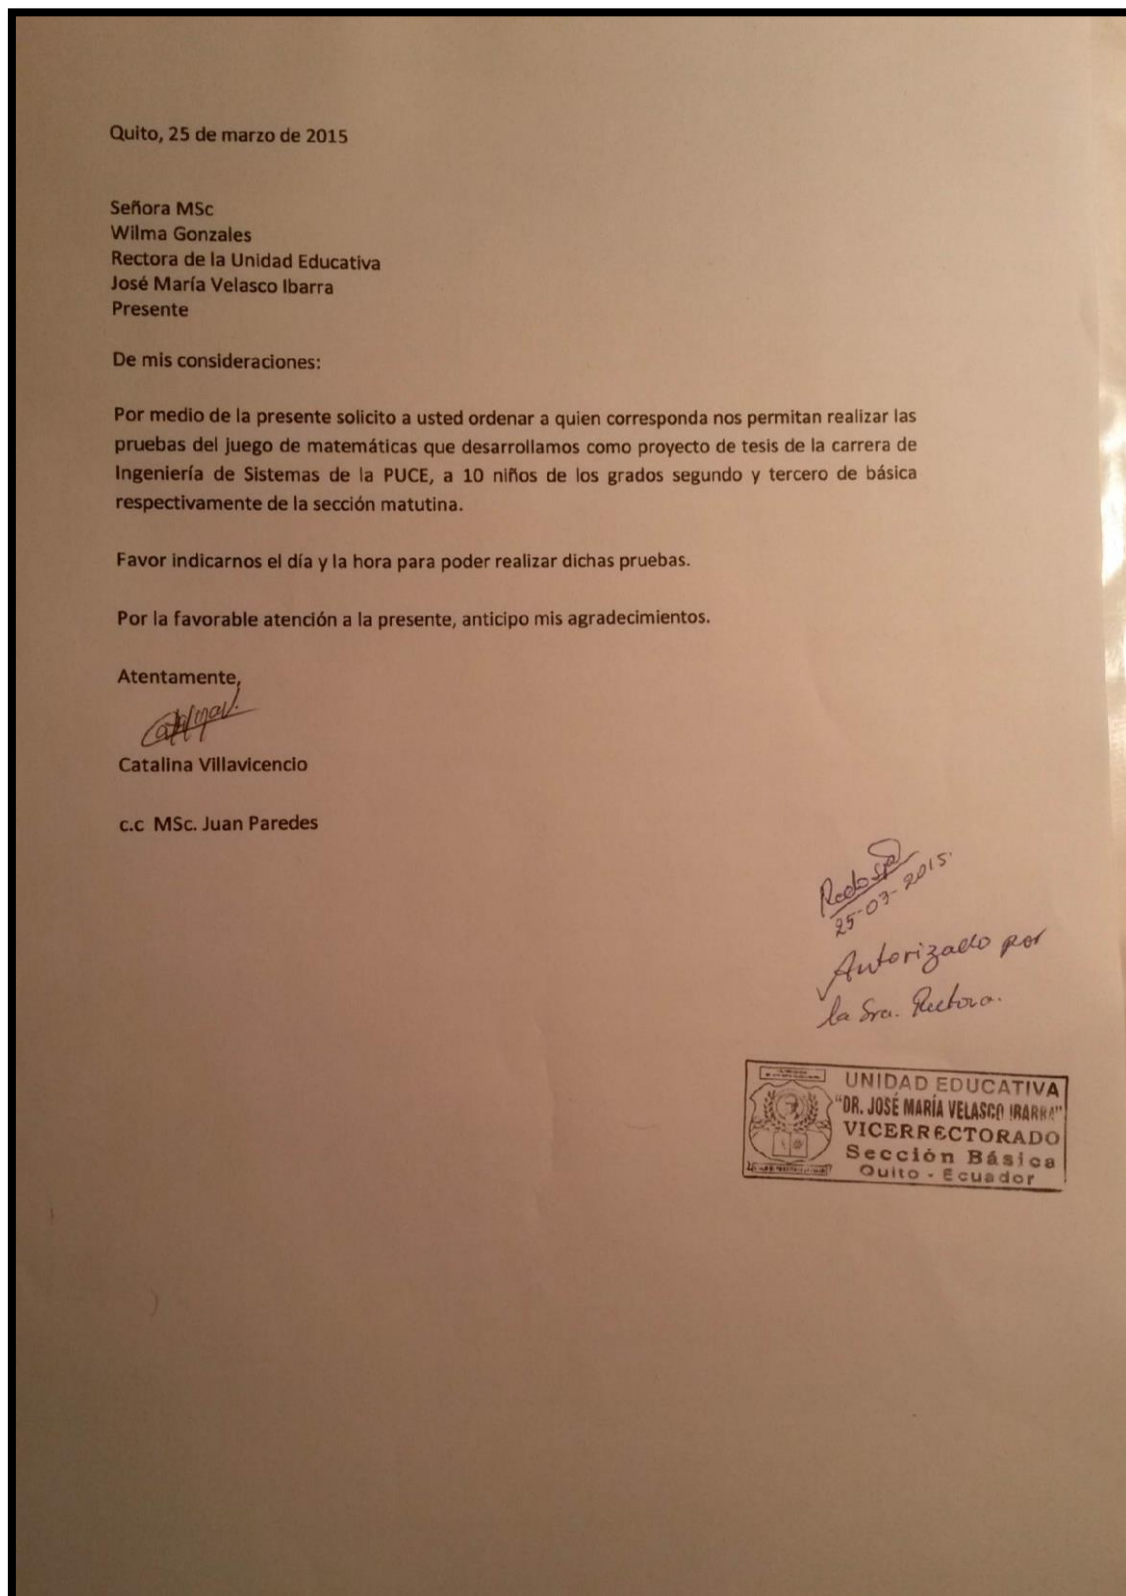 Quito, 25 de marzo de 2015
Señora MSc
Wilma Gonzales
Rectora de la Unidad Educativa
José María Velasco Ibarra
Presente
De mis consideraciones:
Por medio de la presente solicito a usted ordenar a quien corresponda nos permitan realizar las
pruebas del juego de matemáticas que desarrollamos como proyecto de tesis de la carrera de
Ingeniería de Sistemas de la PUCE, a 10 niños de los grados segundo y tercero de básica
respectivamente de la sección matutina.
Favor indicarnos el día y la hora para poder realizar dichas pruebas.
Por la favorable atención a la presente, anticipo mis agradecimientos.
Atentamente,
Catalina Villavicencio
c.c MSc. Juan Paredes
25-03-2015.
Autorizado por
la Sra. Rectora.
UNIDAD EDUCATIVA
"DR. JOSÉ MARÍA VELASCO IBARRA"
VICERRECTORADO
Sección Básica
Quito - Ecuador